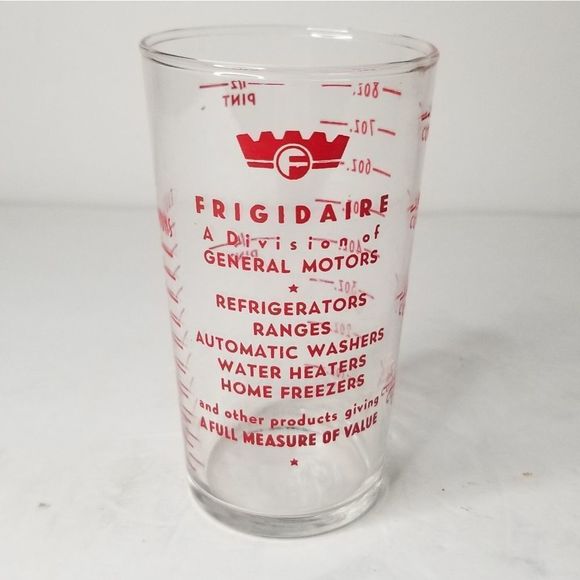 1/2
PINT
8oz.
7oz.
6oz.
F
FRIGIDAIRE
A Division of
GENERAL MOTORS
3oz.
REFRIGERATORS
RANGES
AUTOMATIC WASHERS
WATER HEATERS
HOME FREEZERS
and other products giving
A FULL MEASURE OF VALUE